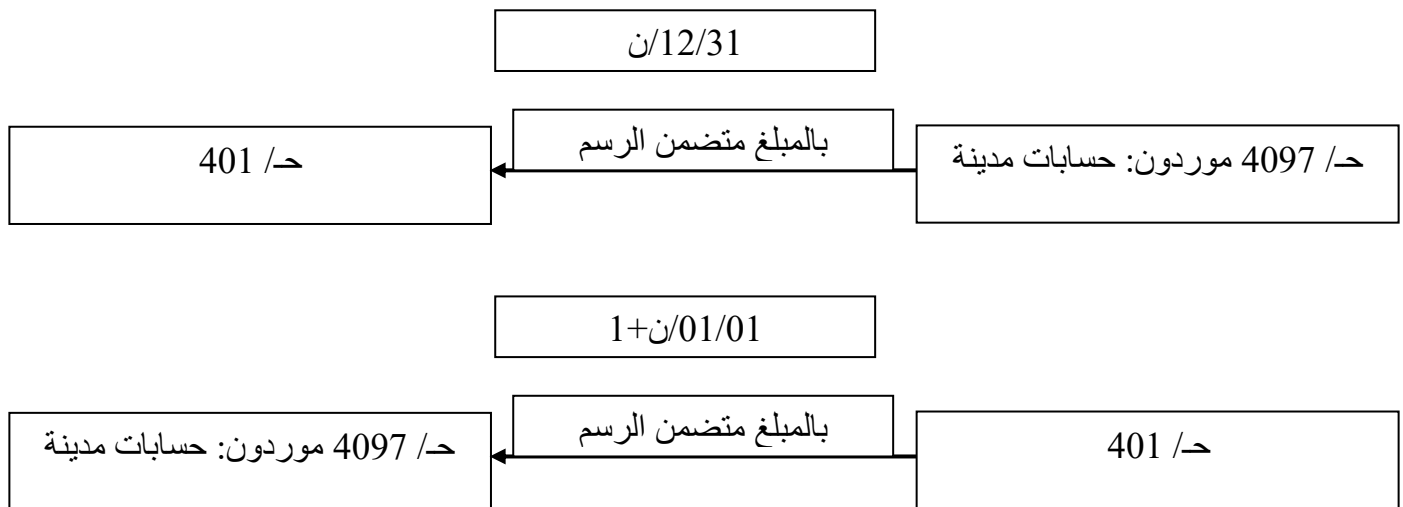 31/12/ن
حـ/ 4097 موردون: حسابات مدينة
بالمبلغ متضمن الرسم
حـ/ 401
01/01/ن+1
حـ/ 401
بالمبلغ متضمن الرسم
حـ/ 4097 موردون: حسابات مدينة